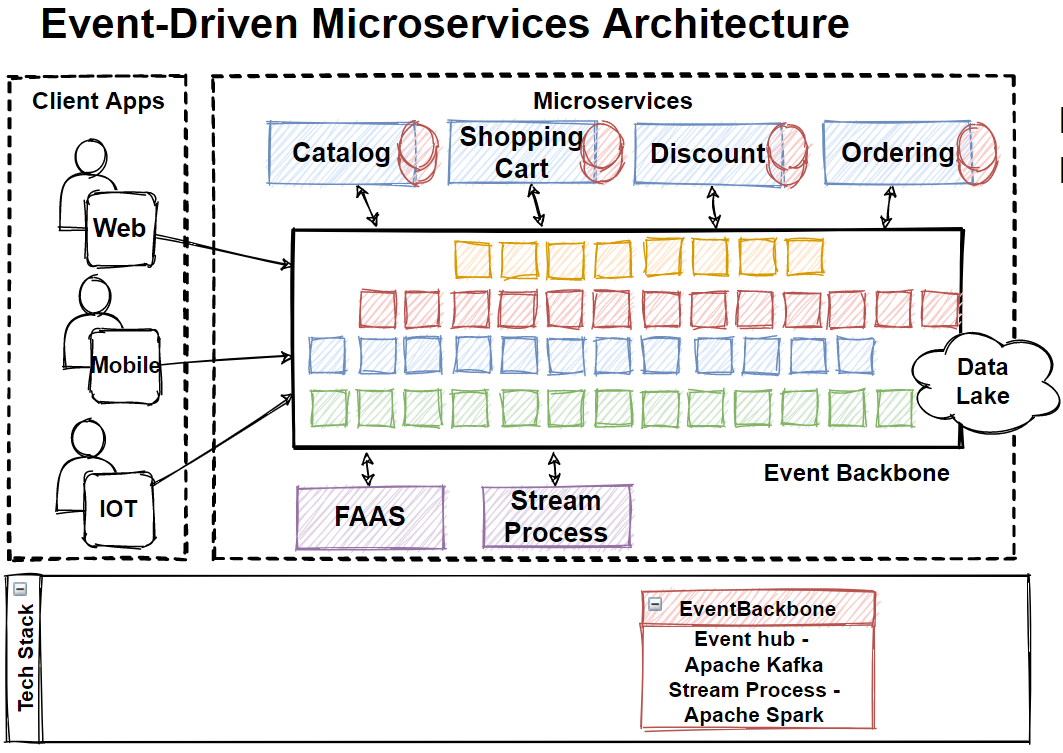 Event-Driven Microservices Architecture
Client Apps
Microservices
Catalog
Shopping
Cart
Discount
Ordering
Web
Mobile
IOT
Data
Lake
Event Backbone
FAAS
Stream
Process
Tech Stack
EventBackbone
Event hub -
Apache Kafka
Stream Process -
Apache Spark